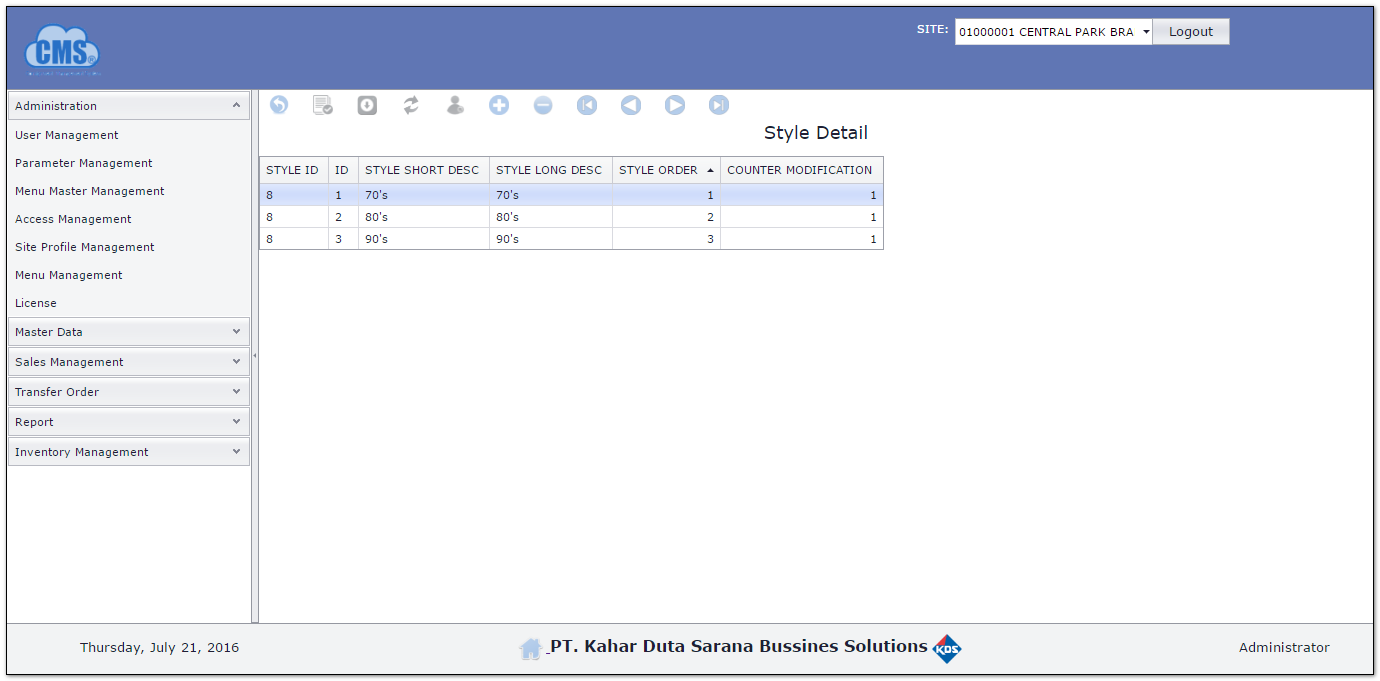 CMS®
SITE: 01000001 CENTRAL PARK BRA Logout
Administration
User Management
Parameter Management
Menu Master Management
Access Management
Site Profile Management
Menu Management
License
Master Data
Sales Management
Transfer Order
Report
Inventory Management
Style Detail
STYLE ID ID STYLE SHORT DESC STYLE LONG DESC STYLE ORDER COUNTER MODIFICATION
8 1 70's 70's 1 1
8 2 80's 80's 2 1
8 3 90's 90's 3 1
Thursday, July 21, 2016 PT. Kahar Duta Sarana Bussines Solutions KDS Administrator